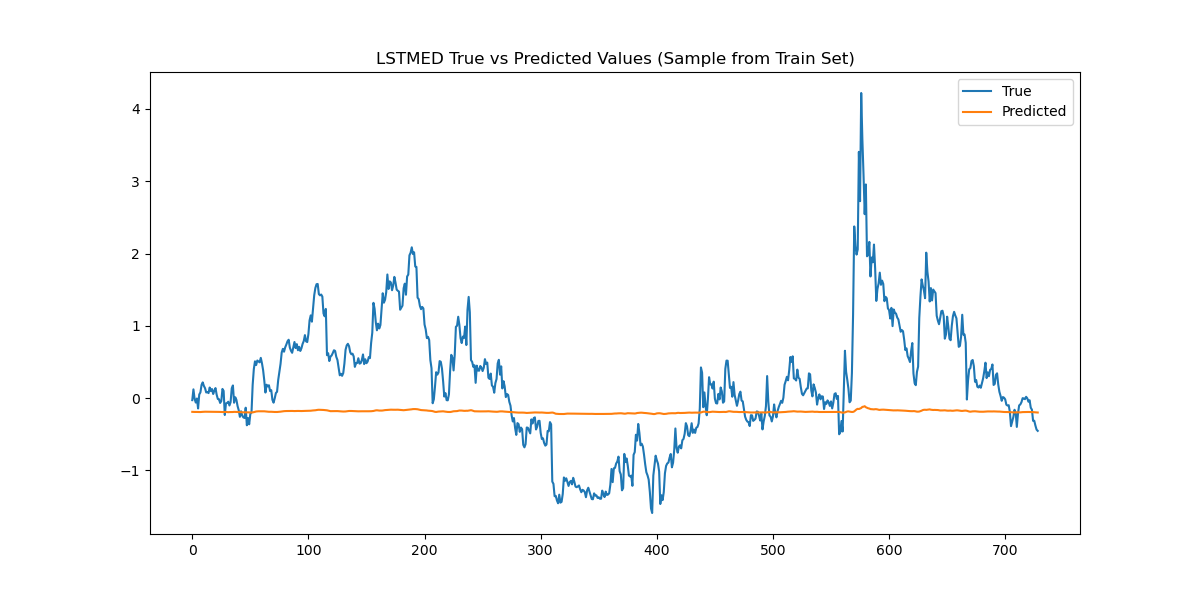 LSTMED True vs Predicted Values (Sample from Train Set)
True
Predicted
4
3
2
1
0
−1
0 100 200 300 400 500 600 700